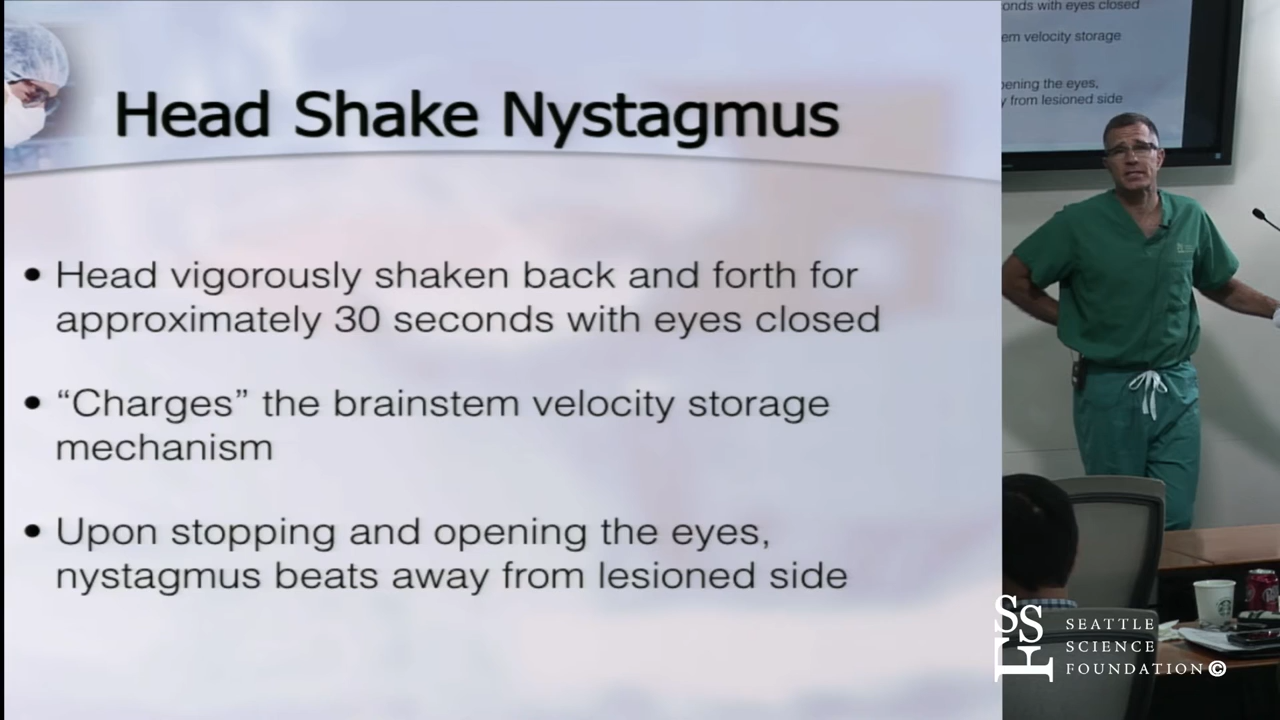 Head Shake Nystagmus
• Head vigorously shaken back and forth for
approximately 30 seconds with eyes closed
• “Charges” the brainstem velocity storage
mechanism
• Upon stopping and opening the eyes,
nystagmus beats away from lesioned side
onds with eyes closed
em velocity storage
pening the eyes,
y from lesioned side
SSF
SEATTLE
SCIENCE
FOUNDATION©